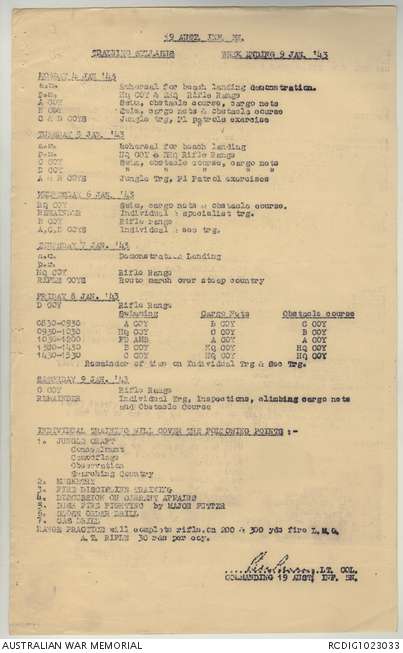 19 AUST. INF. BN.
TRAINING SYLLABUS WEEK ENDING 9 JAN. '43
MONDAY 4 JAN '43
a.m. Rehearsal for beach landing demonstration.
p.m. HQ COY & BHQ Rifle Range
A COY Swim, obstacle course, cargo nets
B COY Swim, cargo nets & obstacle course
C & D COYS Jungle Trg, Pl Patrols exercise
TUESDAY 5 JAN. '43
a.m. Rehearsal for beach landing
p.m. HQ COY & BHQ Rifle Range
C COY Swim, obstacle course, cargo nets
D COY " " " " "
A & B COYS Jungle Trg, Pl Patrol exercises
WEDNESDAY 6 JAN. '43
HQ COY Swim, cargo nets & obstacle course.
REMAINDER Individual & specialist trg.
B COY Rifle Range
A,C,D COYS Individual & sec trg.
THURSDAY 7 JAN. '43
a.m. Demonstration Landing
p.m.
HQ COY Rifle Range
RIFLE COYS Route march over steep country
FRIDAY 8 JAN. '43
D COY Rifle Range
Swimming Cargo Nets Obstacle course
0830-0930 A COY B COY C COY
0930-1030 HQ COY C COY B COY
1030-1200 A COY A COY
1300-1430 B COY HQ COY HQ COY
1430-1530 C COY HQ COY HQ COY
Remainder of time on Individual Trg & Sec Trg.
SATURDAY 9 JAN. '43
C COY Rifle Range
REMAINDER Individual Trg, inspections, climbing cargo nets
and Obstacle Course
INDIVIDUAL TRAINING WILL COVER THE FOLLOWING POINTS :-
1. JUNGLE CRAFT
Concealment
Camouflage
Observation
Searching Country
2. MUSKETRY
3. FIRE DISCIPLINE TRAINING
4. DISCUSSION ON CURRENT AFFAIRS
5. BOMB FIRE FIGHTING by MAJOR
6. CLOSE ORDER DRILL
7. GAS DRILL
RANGE PRACTICE will complete rifle. On 200 & 300 yds fire L.M.G.
A.T. RIFLE 30 rds per coy.
LT. COL.
COMMANDING 19 AUST. INF. BN.
AUSTRALIAN WAR MEMORIAL RCDIG1023033